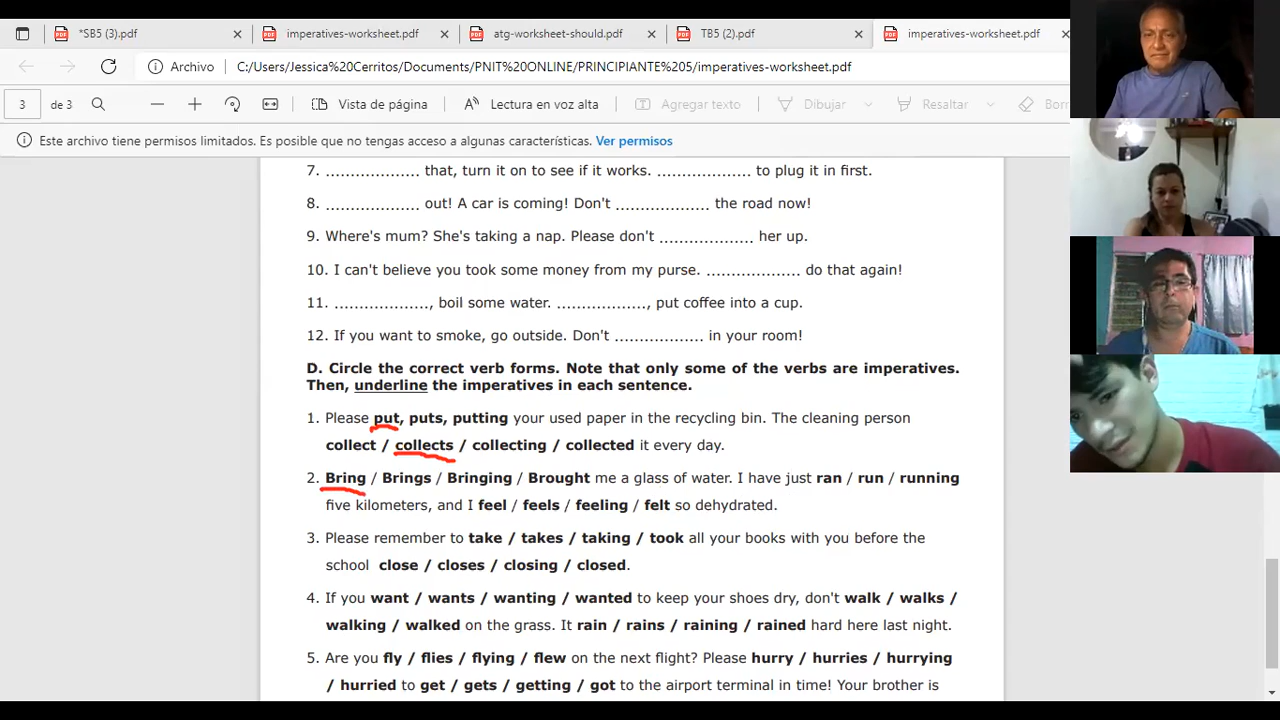 *SB5 (3).pdf
imperatives-worksheet.pdf
atg-worksheet-should.pdf
TB5 (2).pdf
imperatives-worksheet.pdf
Archivo C:/Users/Jessica%20Cerritos/Documents/PNIT%20ONLINE/PRINCIPIANTE%205/imperatives-worksheet.pdf
3 de 3 Vista de página Lectura en voz alta Agregar texto Dibujar Resaltar Borr
Este archivo tiene permisos limitados. Es posible que no tengas acceso a algunas características. Ver permisos
7. ................... that, turn it on to see if it works. ................... to plug it in first.
8. ................... out! A car is coming! Don't ................... the road now!
9. Where's mum? She's taking a nap. Please don't ................... her up.
10. I can't believe you took some money from my purse. ................... do that again!
11. ..................., boil some water. ..................., put coffee into a cup.
12. If you want to smoke, go outside. Don't ................... in your room!
D. Circle the correct verb forms. Note that only some of the verbs are imperatives.
Then, underline the imperatives in each sentence.
1. Please put, puts, putting your used paper in the recycling bin. The cleaning person
collect / collects / collecting / collected it every day.
2. Bring / Brings / Bringing / Brought me a glass of water. I have just ran / run / running
five kilometers, and I feel / feels / feeling / felt so dehydrated.
3. Please remember to take / takes / taking / took all your books with you before the
school close / closes / closing / closed.
4. If you want / wants / wanting / wanted to keep your shoes dry, don't walk / walks /
walking / walked on the grass. It rain / rains / raining / rained hard here last night.
5. Are you fly / flies / flying / flew on the next flight? Please hurry / hurries / hurrying
/ hurried to get / gets / getting / got to the airport terminal in time! Your brother is